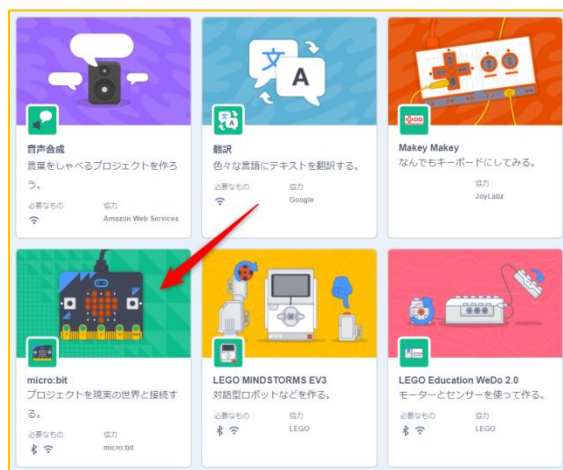 音声合成
言葉をしゃべるプロジェクトを作ろ
う。
必要なもの
協力
Amazon Web Services
文
A
翻訳
色々な言語にテキストを翻訳する。
必要なもの
協力
Google
Makey Makey
なんでもキーボードにしてみる。
協力
JoyLabz
micro:bit
プロジェクトを現実の世界と接続す
る。
必要なもの
協力
micro:bit
LEGO MINDSTORMS EV3
対話型ロボットなどを作る。
必要なもの
協力
LEGO
LEGO Education WeDo 2.0
モーターとセンサーを使って作る。
必要なもの
協力
LEGO